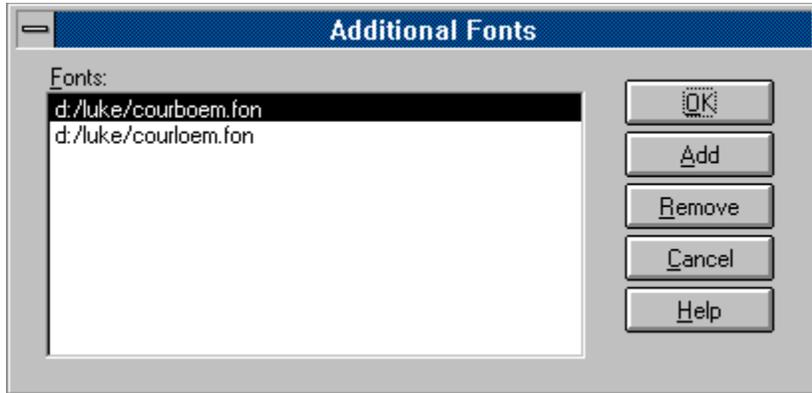 Additional Fonts
Fonts:
d:/luke/courboem.fon
d:/luke/courloem.fon
OK
Add
Remove
Cancel
Help